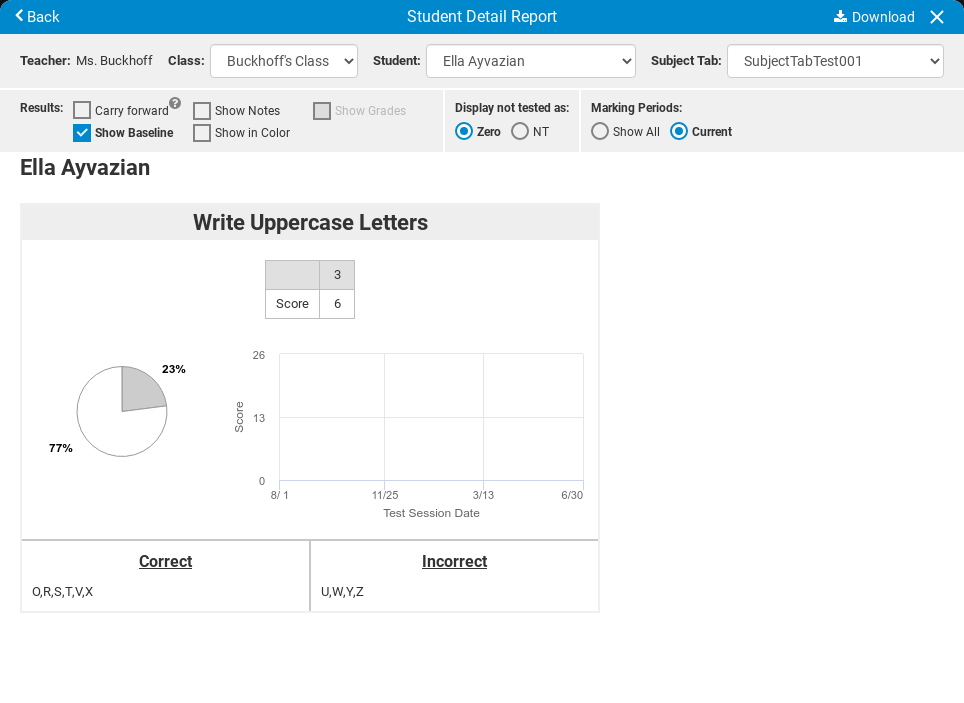 Back Student Detail Report Download
Teacher: Ms. Buckhoff Class: Buckhoff's Class Student: Ella Ayvazian Subject Tab: SubjectTabTest001
Results: Carry forward ? Show Notes Show Grades Display not tested as: Marking Periods:
Show Baseline Show in Color Zero NT Show All Current
Ella Ayvazian
Write Uppercase Letters
3
Score 6
23%
77%
26
13
0
Score
8/ 1 11/25 3/13 6/30
Test Session Date
Correct Incorrect
O,R,S,T,V,X U,W,Y,Z